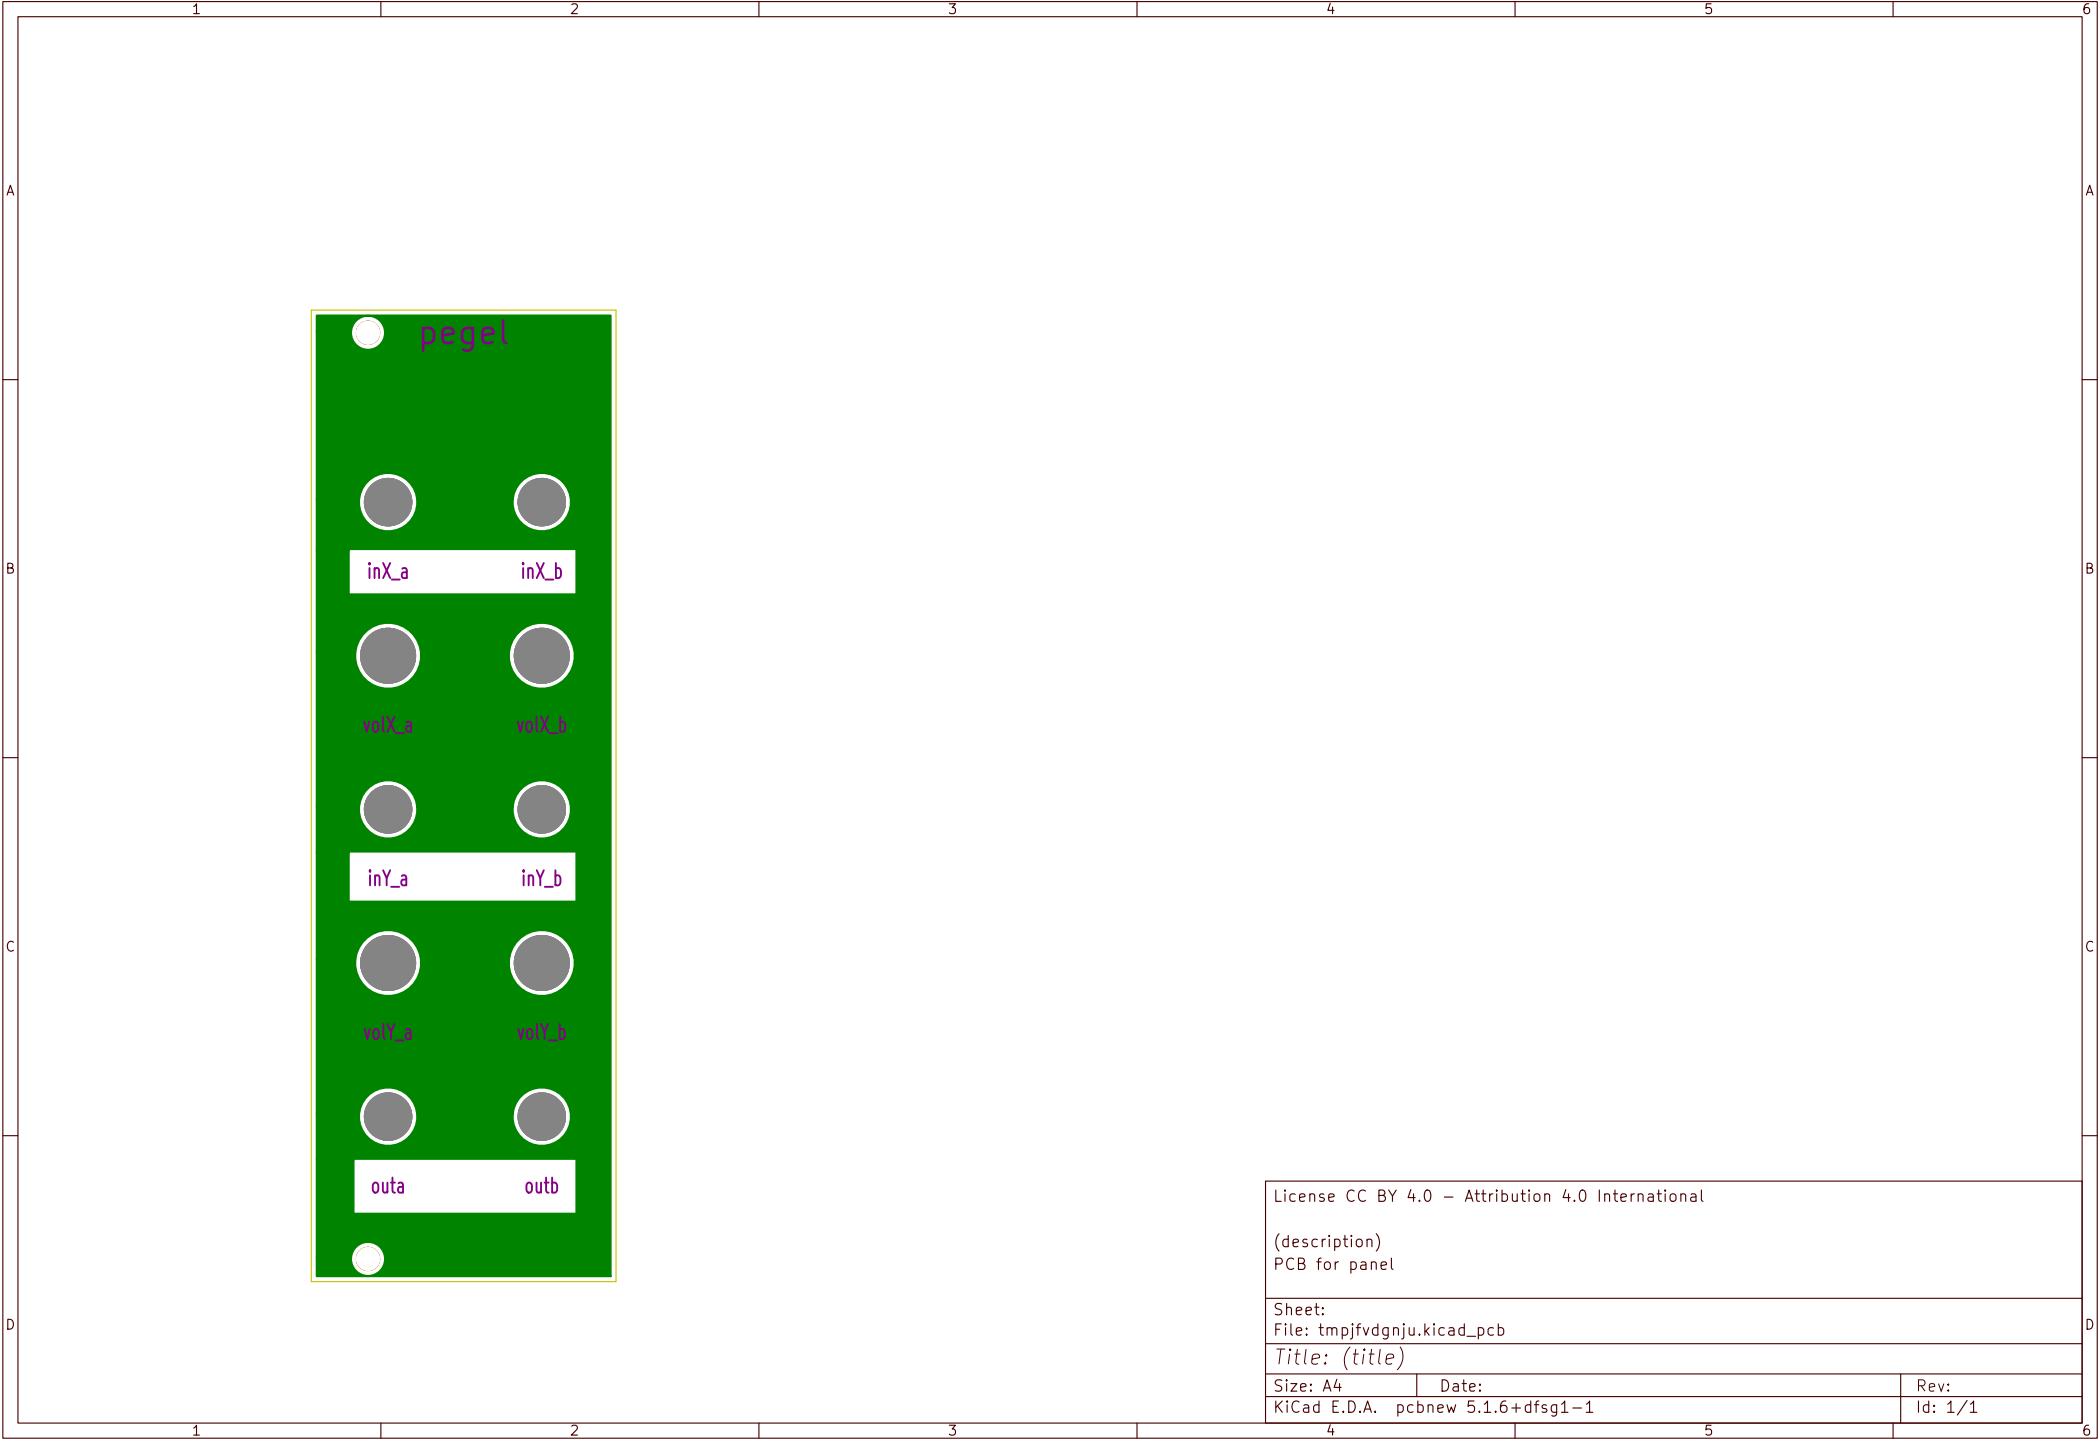 1 2 3 4 5 6
A A
pegel
B B
inX_a inX_b
volX_a volX_b
inY_a inY_b
C C
volY_a volY_b
outa outb
License CC BY 4.0 - Attribution 4.0 International
(description)
PCB for panel
Sheet:
D D
File: tmpjfvdgnju.kicad_pcb
Title: (title)
Size: A4 Date: Rev:
KiCad E.D.A. pcbnew 5.1.6+dfsg1-1 Id: 1/1
1 2 3 4 5 6